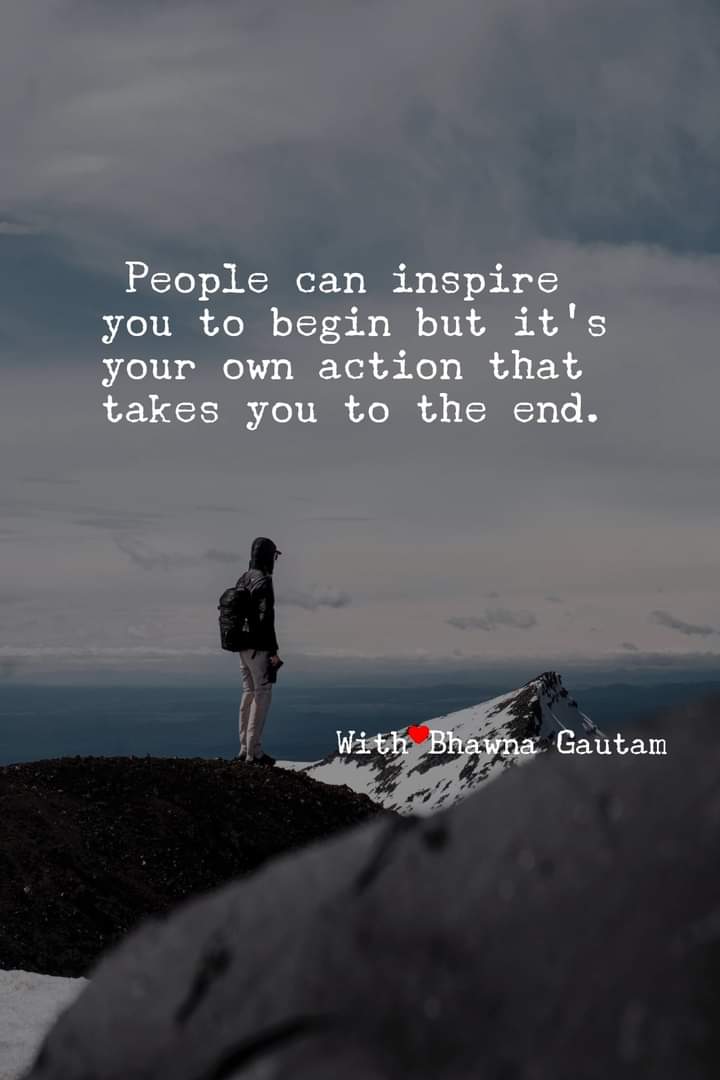 People can inspire
you to begin but it's
your own action that
takes you to the end.
With❤Bhawna Gautam